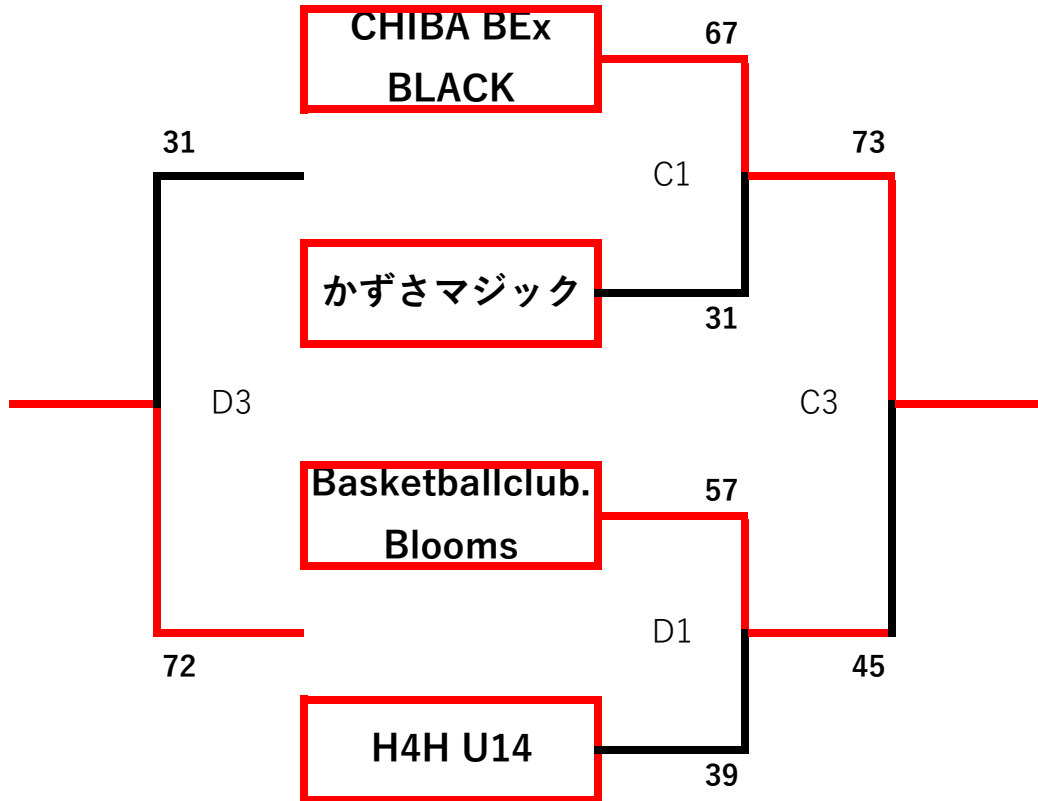 CHIBA BEx
BLACK
67
31
73
C1
かずさマジック
31
D3
C3
Basketballclub.
Blooms
57
D1
72
45
H4H U14
39